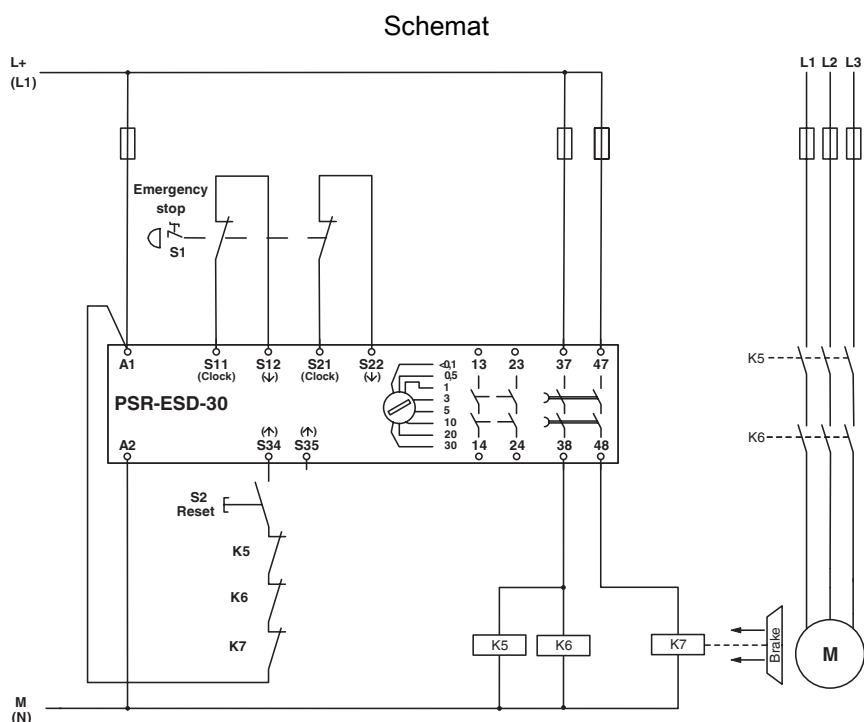 Schemat
L+
(L1)
L1 L2 L3
Emergency
stop
S1
A1 S11 S12 S21 S22 <0,1 13 23 37 47
(Clock) (↓) (Clock) (↓) 0,5
1
3
PSR-ESD-30
5
10
(↑) (↑)
20
A2 S34 S35 30 14 24 38 48
K5
K6
S2
Reset
K5
K6
K7
K5 K6 K7 Brake M
M
(N)